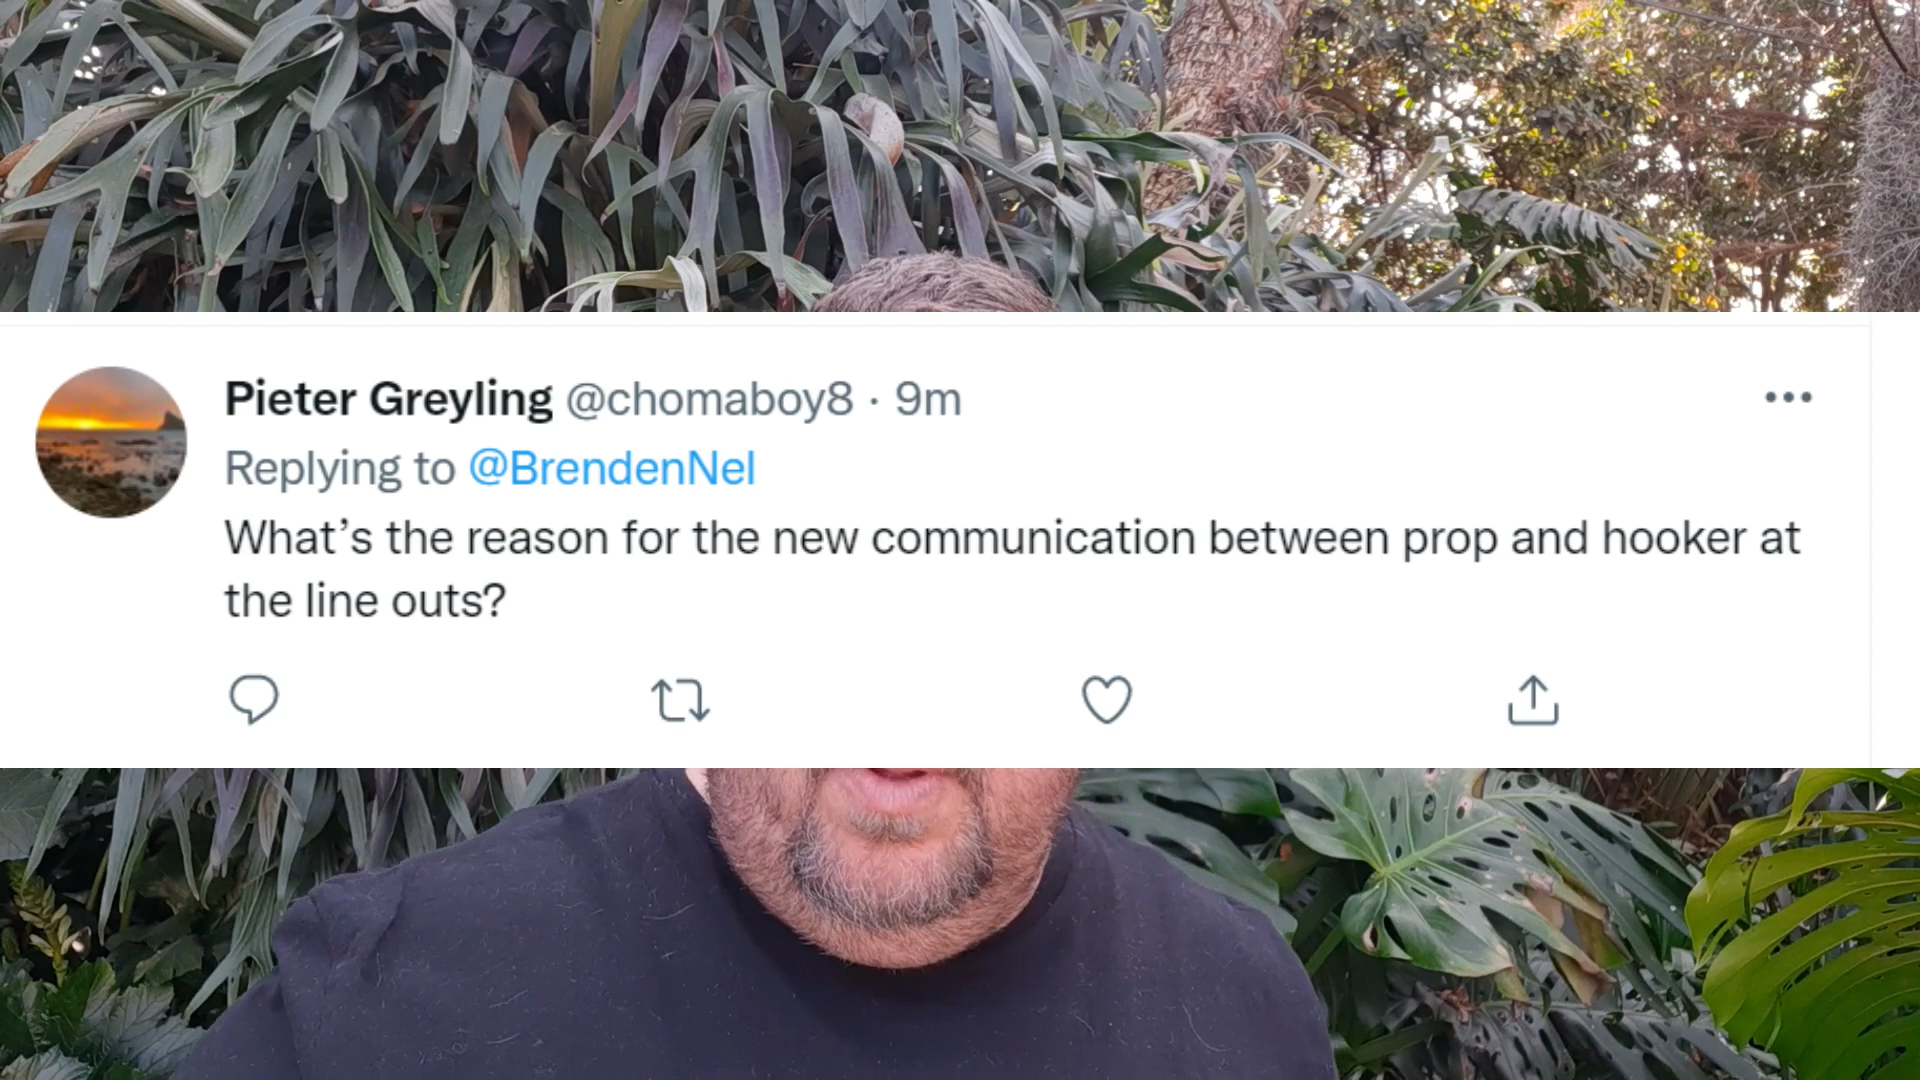 Pieter Greyling @chomaboy8 · 9m
Replying to @BrendenNel
What’s the reason for the new communication between prop and hooker at
the line outs?